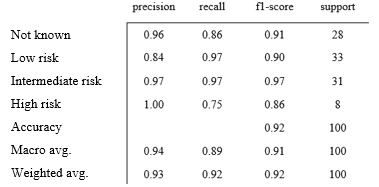 precision recall f1-score support
Not known 0.96 0.86 0.91 28
Low risk 0.84 0.97 0.90 33
Intermediate risk 0.97 0.97 0.97 31
High risk 1.00 0.75 0.86 8
Accuracy 0.92 100
Macro avg. 0.94 0.89 0.91 100
Weighted avg. 0.93 0.92 0.92 100